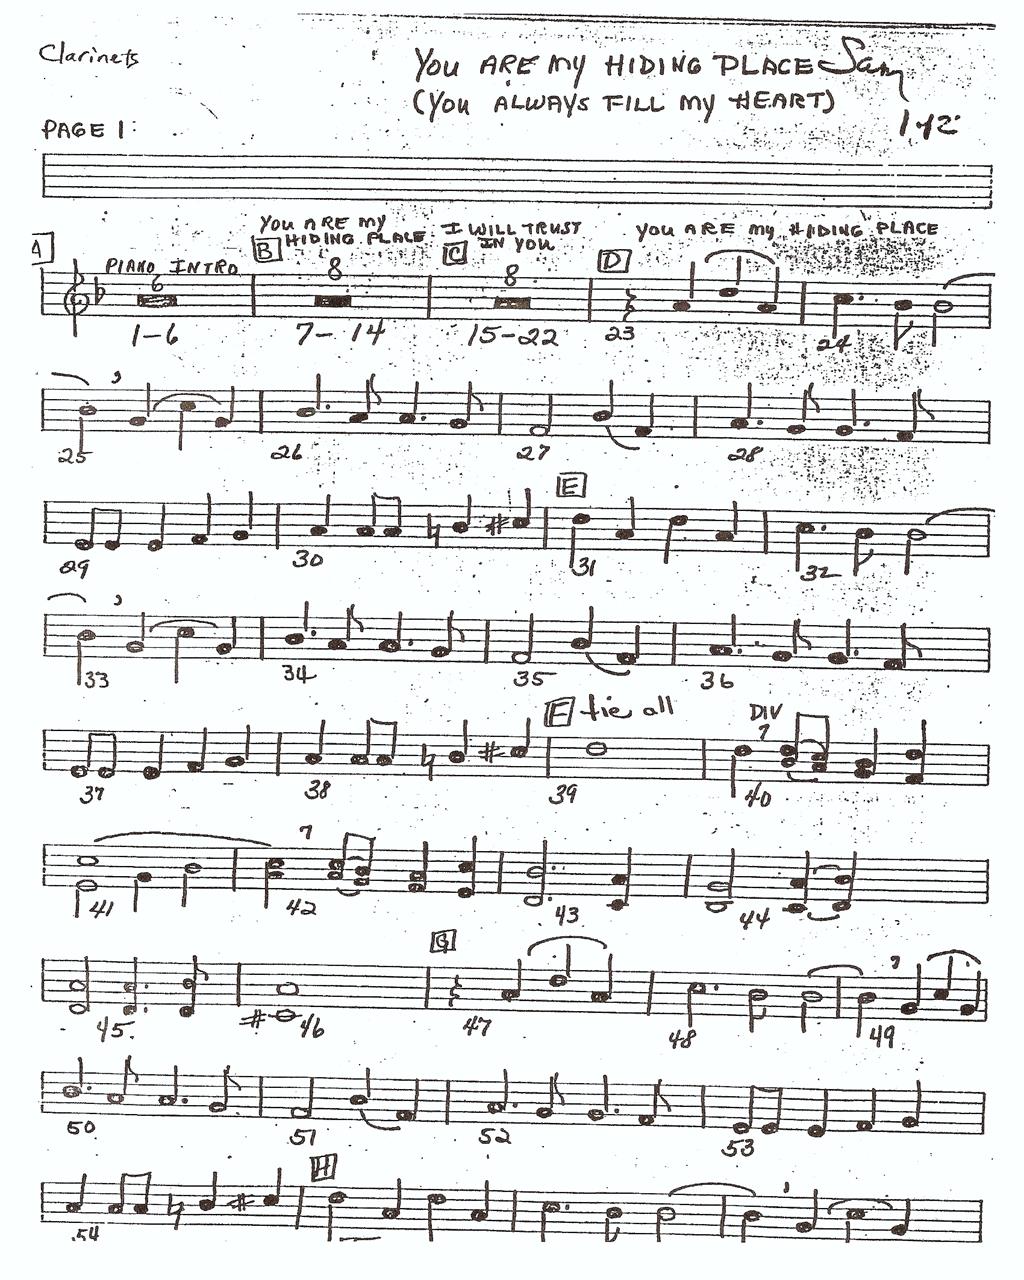 Clarinets
YOU ARE MY HIDING PLACE Sam
(YOU ALWAYS FILL MY HEART)
PAGE 1:
YOU ARE MY HIDING PLACE
I WILL TRUST IN YOU
YOU ARE MY HIDING PLACE
A B C D
PIANO INTRO
6 8 8
1-6 7-14 15-22 23 24
25 26 27 28
E
29 30 31 32
33 34 35 36
F tie all DIV
37 38 39 40
41 42 43 44
G
45 46 47 48 49
50 51 52 53
H
54